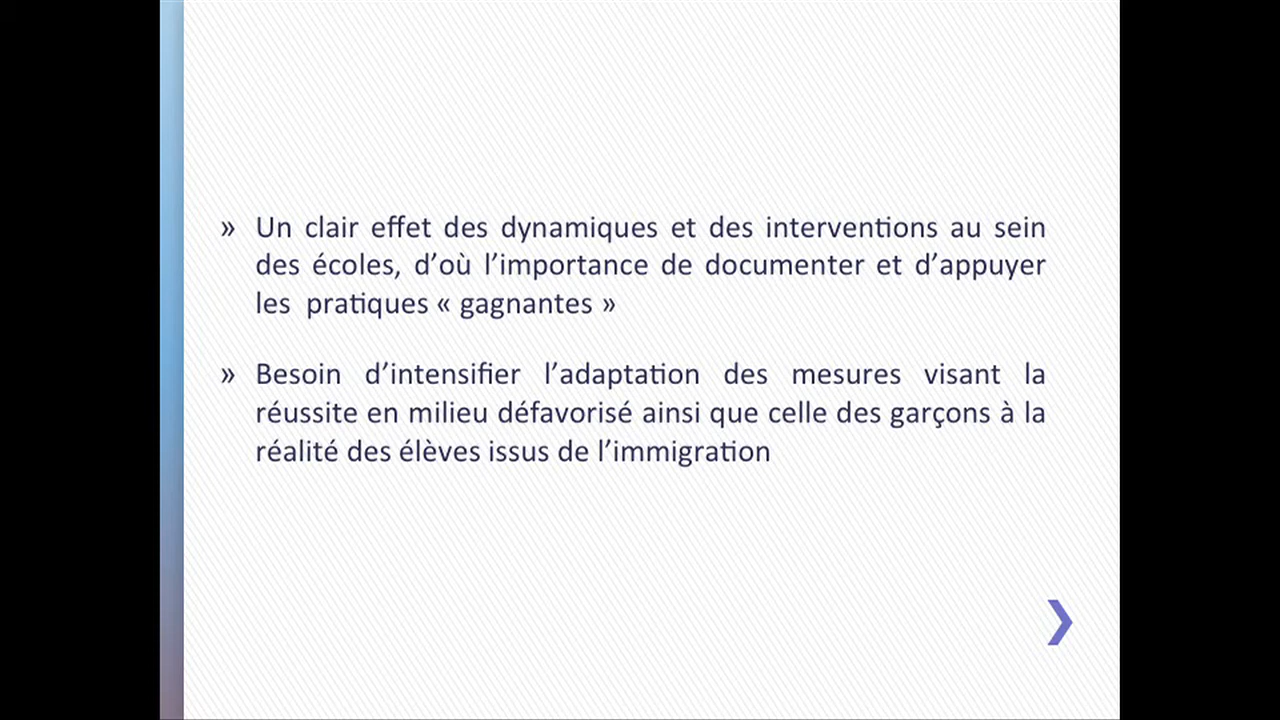 » Un clair effet des dynamiques et des interventions au sein
des écoles, d’où l’importance de documenter et d’appuyer
les  pratiques « gagnantes »
» Besoin d’intensifier l’adaptation des mesures visant la
réussite en milieu défavorisé ainsi que celle des garçons à la
réalité des élèves issus de l’immigration